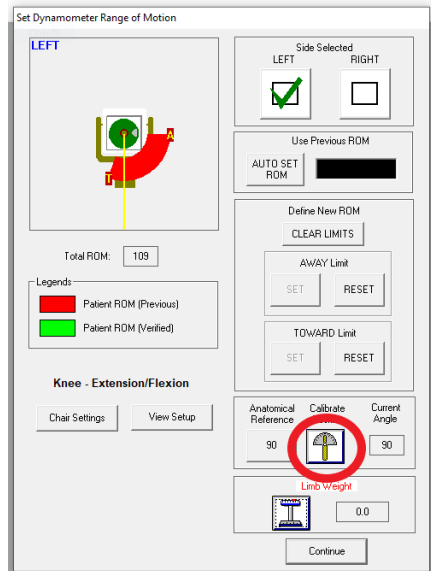 Set Dynamometer Range of Motion
LEFT
A
T
Total ROM: 109
Legends
Patient ROM (Previous)
Patient ROM (Verified)
Knee - Extension/Flexion
Chair Settings View Setup
Side Selected
LEFT RIGHT
Use Previous ROM
AUTO SET
ROM
Define New ROM
CLEAR LIMITS
AWAY Limit
SET RESET
TOWARD Limit
SET RESET
Anatomical Calibrate Current
Reference Angle
90 90
Limb Weight
0.0
Continue